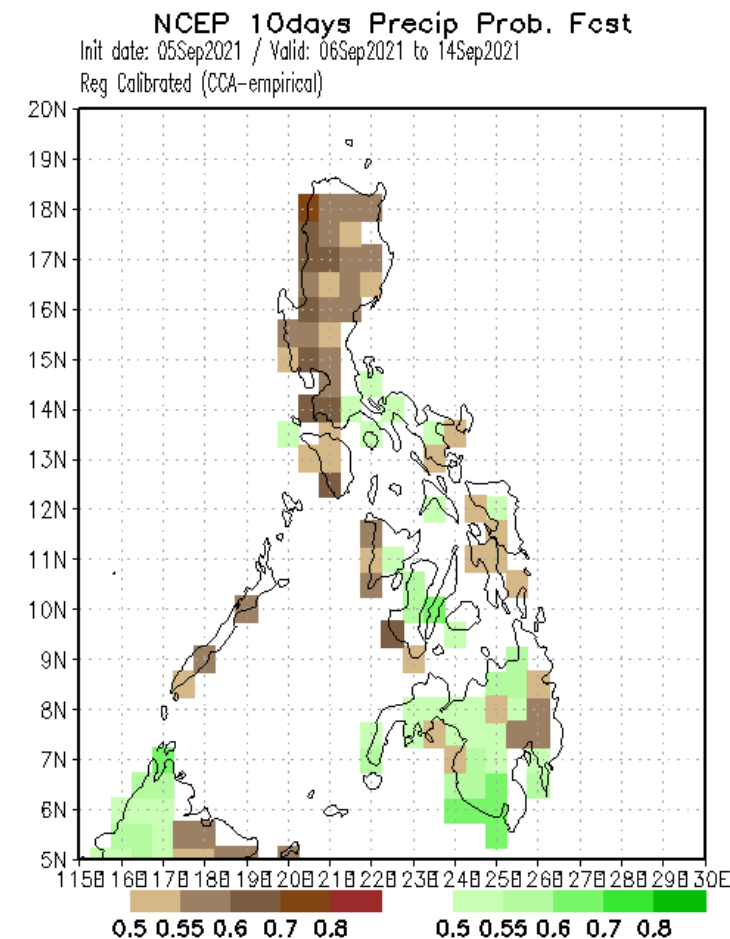 NCEP 10days Precip Prob. Fcst
Init date: 05Sep2021 / Valid: 06Sep2021 to 14Sep2021
Reg Calibrated (CCA-empirical)
20N
19N
18N
17N
16N
15N
14N
13N
12N
11N
10N
9N
8N
7N
6N
5N
115E 116E 117E 118E 119E 120E 121E 122E 123E 124E 125E 126E 127E 128E 129E 130E
0.5 0.55 0.6 0.7 0.8 0.5 0.55 0.6 0.7 0.8